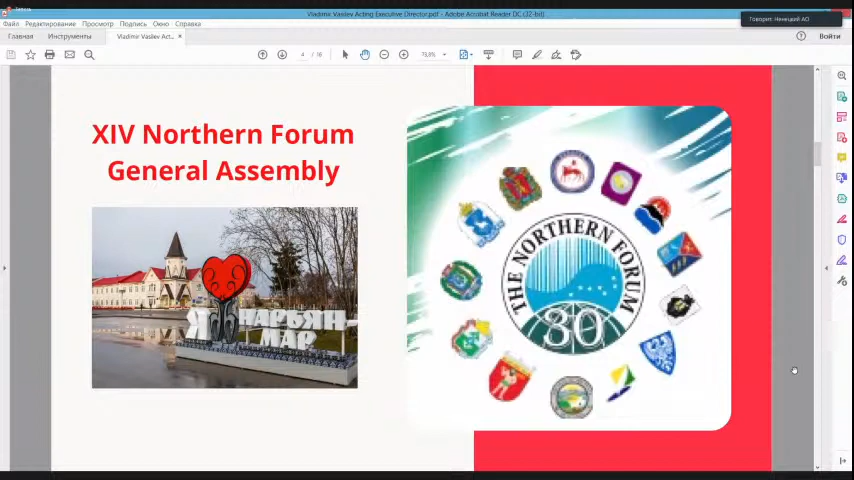 Vladimir Vasilev Acting Executive Director.pdf - Adobe Acrobat Reader DC (32-bit)
Говорит: Ненецкий АО
Файл Редактирование Просмотр Подпись Окно Справка
Главная Инструменты Vladimir Vasilev Act... × Войти
4 / 16 73,8%
XIV Northern Forum
General Assembly
Я НАРЬЯН-
МАР
THE NORTHERN FORUM
30